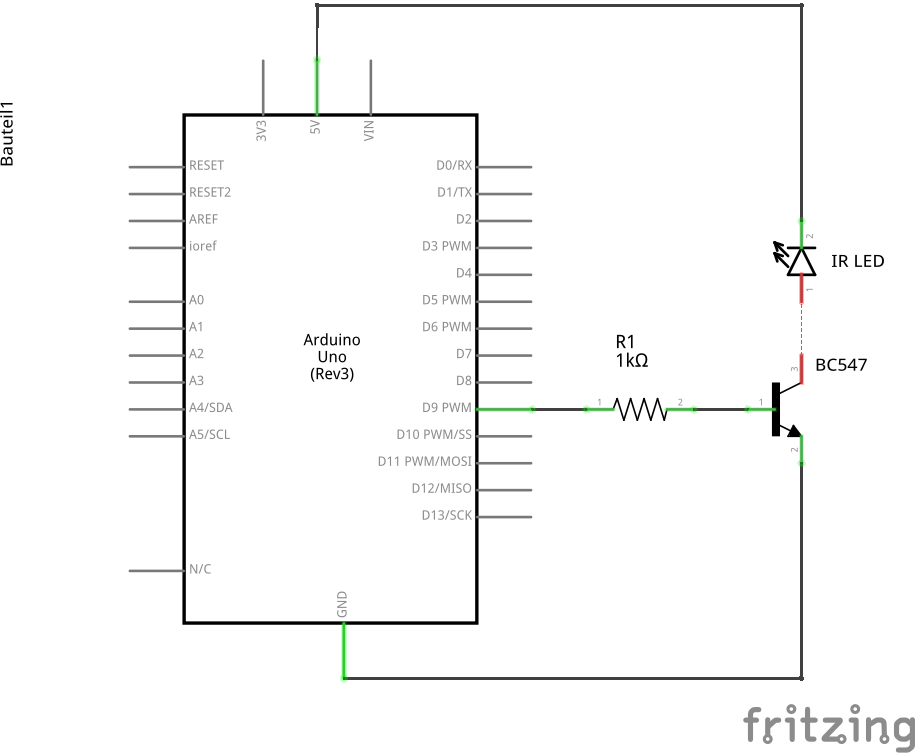 Bauteil1
3V3
5V
VIN
RESET
RESET2
AREF
ioref
A0
A1
A2
A3
A4/SDA
A5/SCL
N/C
Arduino
Uno
(Rev3)
D0/RX
D1/TX
D2
D3 PWM
D4
D5 PWM
D6 PWM
D7
D8
D9 PWM
D10 PWM/SS
D11 PWM/MOSI
D12/MISO
D13/SCK
GND
R1
1kΩ
1
2
2
IR LED
1
3
BC547
1
2
fritzing